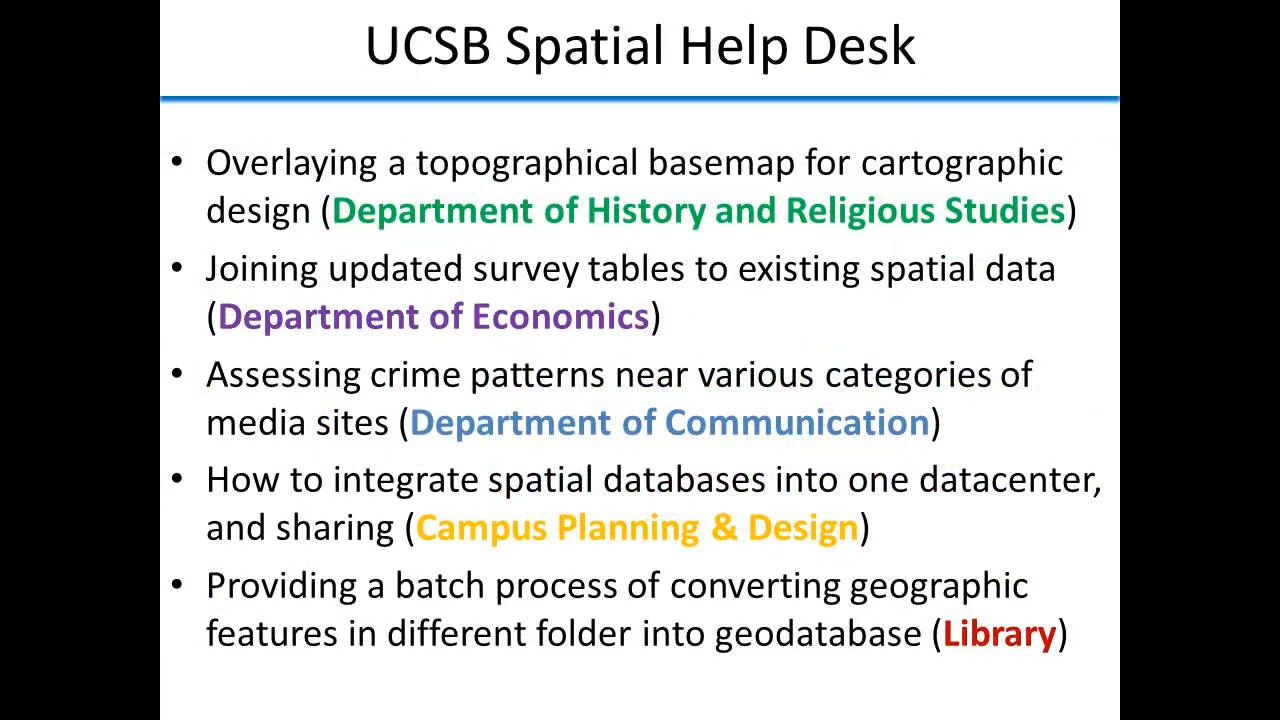 UCSB Spatial Help Desk
• Overlaying a topographical basemap for cartographic
design (Department of History and Religious Studies)
• Joining updated survey tables to existing spatial data
(Department of Economics)
• Assessing crime patterns near various categories of
media sites (Department of Communication)
• How to integrate spatial databases into one datacenter,
and sharing (Campus Planning & Design)
• Providing a batch process of converting geographic
features in different folder into geodatabase (Library)